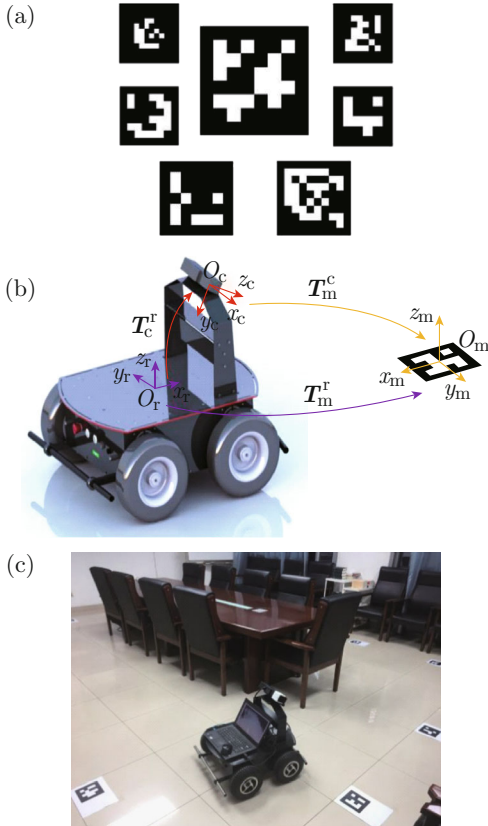 (a)
(b)
O_c
z_c
x_c
y_c
T_c^r
T_m^c
z_m
O_m
x_m
y_m
z_r
y_r
x_r
O_r
T_m^r
(c)